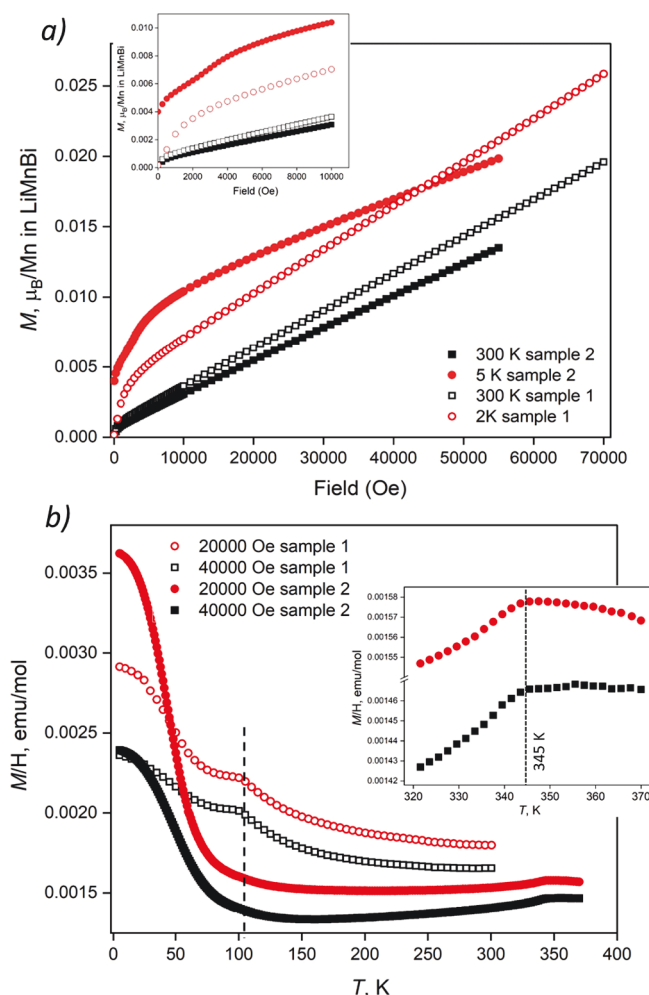 a)
M, μB/Mn in LiMnBi
0.025
0.020
0.015
0.010
0.005
0.000
0 10000 20000 30000 40000 50000 60000 70000
Field (Oe)
M, μB/Mn in LiMnBi
0.010
0.008
0.006
0.004
0.002
0.000
0 2000 4000 6000 8000 10000
Field (Oe)
300 K sample 2
5 K sample 2
300 K sample 1
2K sample 1
b)
M/H, emu/mol
0.0035
0.0030
0.0025
0.0020
0.0015
0 50 100 150 200 250 300 350 400
T, K
20000 Oe sample 1
40000 Oe sample 1
20000 Oe sample 2
40000 Oe sample 2
M/H, emu/mol
0.00158
0.00157
0.00156
0.00155
0.00146
0.00145
0.00144
0.00143
0.00142
345 K
320 330 340 350 360 370
T, K